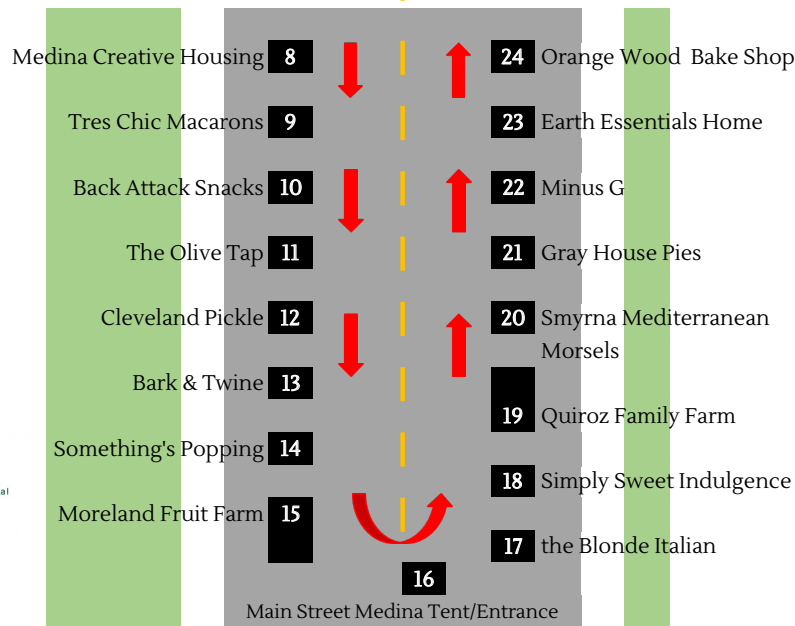 Medina Creative Housing 8
24 Orange Wood Bake Shop
Tres Chic Macarons 9
23 Earth Essentials Home
Back Attack Snacks 10
22 Minus G
The Olive Tap 11
21 Gray House Pies
Cleveland Pickle 12
20 Smyrna Mediterranean
Morsels
Bark & Twine 13
19 Quiroz Family Farm
Something's Popping 14
18 Simply Sweet Indulgence
al
Moreland Fruit Farm 15
17 the Blonde Italian
16
Main Street Medina Tent/Entrance